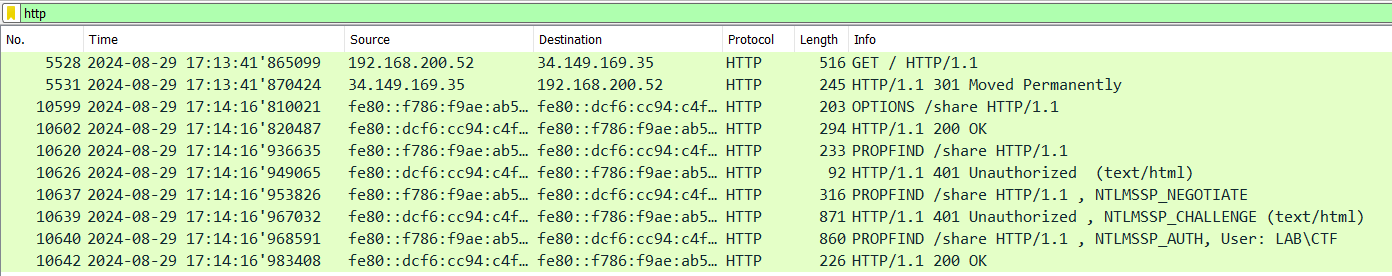 http
No. Time Source Destination Protocol Length Info
5528 2024-08-29 17:13:41'865099 192.168.200.52 34.149.169.35 HTTP 516 GET / HTTP/1.1
5531 2024-08-29 17:13:41'870424 34.149.169.35 192.168.200.52 HTTP 245 HTTP/1.1 301 Moved Permanently
10599 2024-08-29 17:14:16'810021 fe80::f786:f9ae:ab5… fe80::dcf6:cc94:c4f… HTTP 203 OPTIONS /share HTTP/1.1
10602 2024-08-29 17:14:16'820487 fe80::dcf6:cc94:c4f… fe80::f786:f9ae:ab5… HTTP 294 HTTP/1.1 200 OK
10620 2024-08-29 17:14:16'936635 fe80::f786:f9ae:ab5… fe80::dcf6:cc94:c4f… HTTP 233 PROPFIND /share HTTP/1.1
10626 2024-08-29 17:14:16'949065 fe80::dcf6:cc94:c4f… fe80::f786:f9ae:ab5… HTTP 92 HTTP/1.1 401 Unauthorized  (text/html)
10637 2024-08-29 17:14:16'953826 fe80::f786:f9ae:ab5… fe80::dcf6:cc94:c4f… HTTP 316 PROPFIND /share HTTP/1.1 , NTLMSSP_NEGOTIATE
10639 2024-08-29 17:14:16'967032 fe80::dcf6:cc94:c4f… fe80::f786:f9ae:ab5… HTTP 871 HTTP/1.1 401 Unauthorized , NTLMSSP_CHALLENGE (text/html)
10640 2024-08-29 17:14:16'968591 fe80::f786:f9ae:ab5… fe80::dcf6:cc94:c4f… HTTP 860 PROPFIND /share HTTP/1.1 , NTLMSSP_AUTH, User: LAB\CTF
10642 2024-08-29 17:14:16'983408 fe80::dcf6:cc94:c4f… fe80::f786:f9ae:ab5… HTTP 226 HTTP/1.1 200 OK